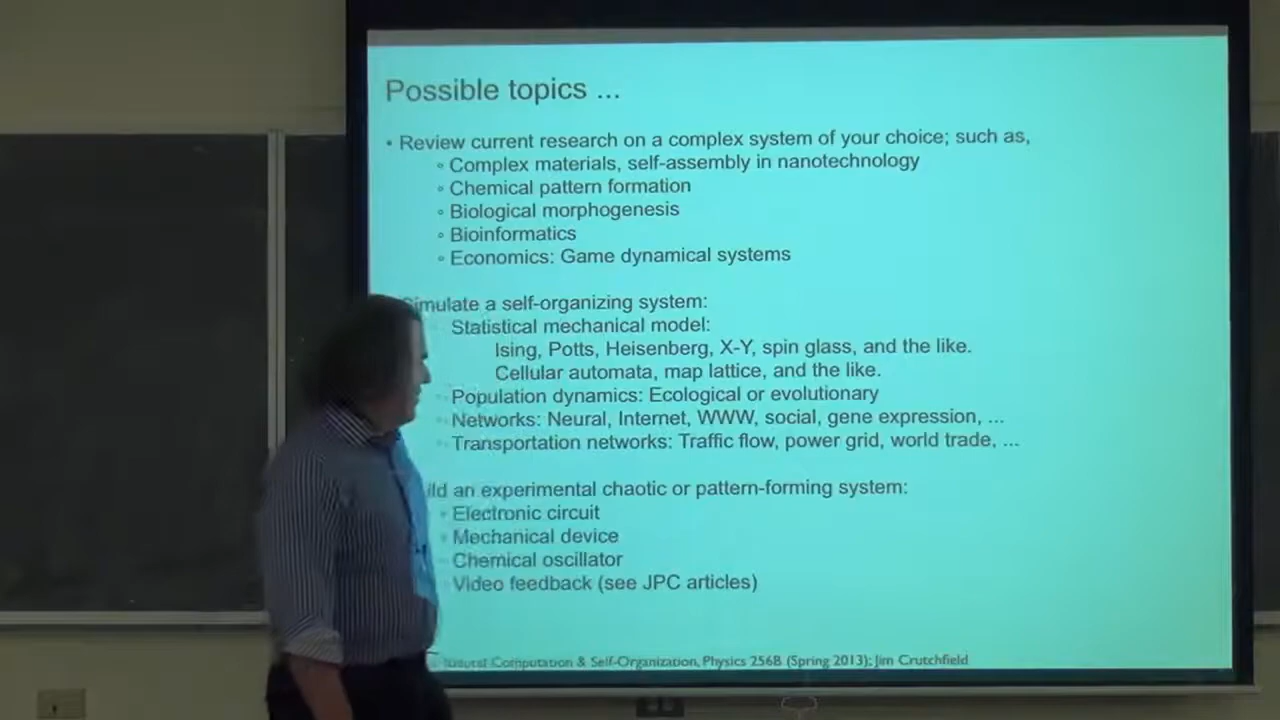 Possible topics ...
• Review current research on a complex system of your choice; such as,
◦ Complex materials, self-assembly in nanotechnology
◦ Chemical pattern formation
◦ Biological morphogenesis
◦ Bioinformatics
◦ Economics: Game dynamical systems
Simulate a self-organizing system:
Statistical mechanical model:
Ising, Potts, Heisenberg, X-Y, spin glass, and the like.
Cellular automata, map lattice, and the like.
Population dynamics: Ecological or evolutionary
Networks: Neural, Internet, WWW, social, gene expression, ...
Transportation networks: Traffic flow, power grid, world trade, ...
ild an experimental chaotic or pattern-forming system:
◦ Electronic circuit
◦ Mechanical device
◦ Chemical oscillator
Video feedback (see JPC articles)
Natural Computation & Self-Organization, Physics 256B (Spring 2013); Jim Crutchfield